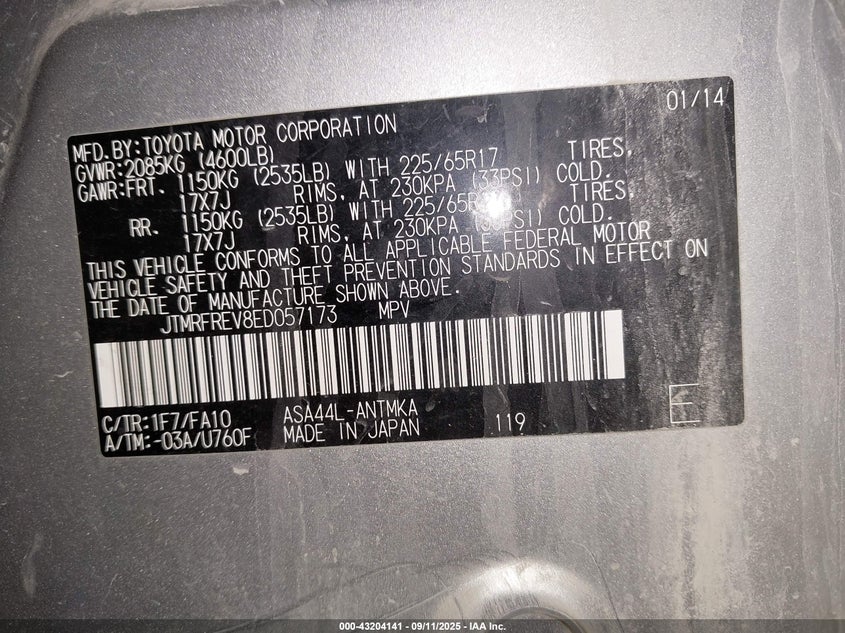 01/14
MFD.BY:TOYOTA MOTOR CORPORATION
GVWR:2085KG (4600LB)
GAWR:FRT. 1150KG (2535LB) WITH 225/65R17 TIRES,
17X7J RIMS, AT 230KPA (33PSI) COLD.
RR. 1150KG (2535LB) WITH 225/65R TIRES,
17X7J RIMS, AT 230KPA COLD.
THIS VEHICLE CONFORMS TO ALL APPLICABLE FEDERAL MOTOR
VEHICLE SAFETY AND THEFT PREVENTION STANDARDS IN EFFECT ON
THE DATE OF MANUFACTURE SHOWN ABOVE.
JTMRFREV8ED057173 MPV
C/TR:1F7/FA10 ASA44L-ANTMKA
A/TM:-03A/U760F MADE IN JAPAN 119
E
000-43204141 - 09/11/2025 - IAA Inc.